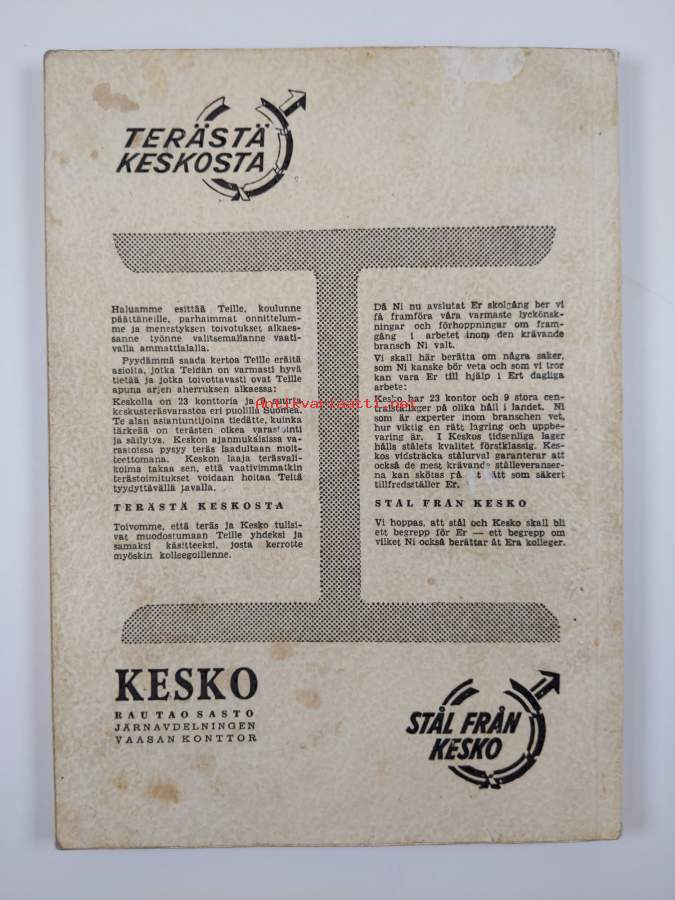 TERÄSTÄ
KESKOSTA
Haluamme esittää Teille, koulunne
päättäneille, parhaimmat onnittelum-
me ja menestyksen toivotukset alkaes-
sanne työnne valitsemallanne vaati-
valla ammattialalla.
Pyydämmä saada kertoa Teille eräitä
asioita, jotka Teidän on varmasti hyvä
tietää ja jotka toivottavasti ovat Teille
apuna arjen aherruksen alkaessa:
Keskolla on 23 konttoria ja 9 suurta
keskusteräsvarastoa eri puolilla Suomea.
Te alan asiantuntijoina tiedätte, kuinka
tärkeää on terästen oikea varastointi
ja säilytys. Keskon ajanmukaisissa va-
rastoissa pysyy teräs laadultaan moit-
teettomana. Keskon laaja teräsvali-
koima takaa sen, että vaativimmatkin
terästoimitukset voidaan hoitaa Teitä
tyydyttävällä tavalla.
TERÄSTÄ KESKOSTA
Toivomme, että teräs ja Kesko tulisi-
vat muodostumaan Teille yhdeksi ja
samaksi käsitteeksi, josta kerrotte
myöskin kolleegoillenne.
Då Ni nu avslutat Er skolgång ber vi
få framföra våra varmaste lyckönsk-
ningar och förhoppningar om fram-
gång i arbetet inom den krävande
bransch Ni valt.
Vi skall här berätta om några saker,
som Ni kanske bör veta och som vi tror
kan vara Er till hjälp i Ert dagliga
arbete:
Kesko har 23 kontor och 9 stora cen-
tralstållager på olika håll i landet. Ni
som är experter inom branschen vet,
hur viktig en rätt lagring och uppbe-
varing är. I Keskos tidsenliga lager
hålls stålets kvalitet förstklassig. Kes-
kos vidsträckta stålurval garanterar att
också de mest krävande stålleveranser-
na kan skötas på sätt som säkert
tillfredsställer Er.
STÅL FRÅN KESKO
Vi hoppas, att stål och Kesko skall bli
ett begrepp för Er — ett begrepp om
vilket Ni också berättar åt Era kolleger.
Antikvariaatti.net
KESKO
RAUTAOSASTO
JÄRNAVDELNINGEN
VAASAN KONTTOR
STÅL FRÅN
KESKO